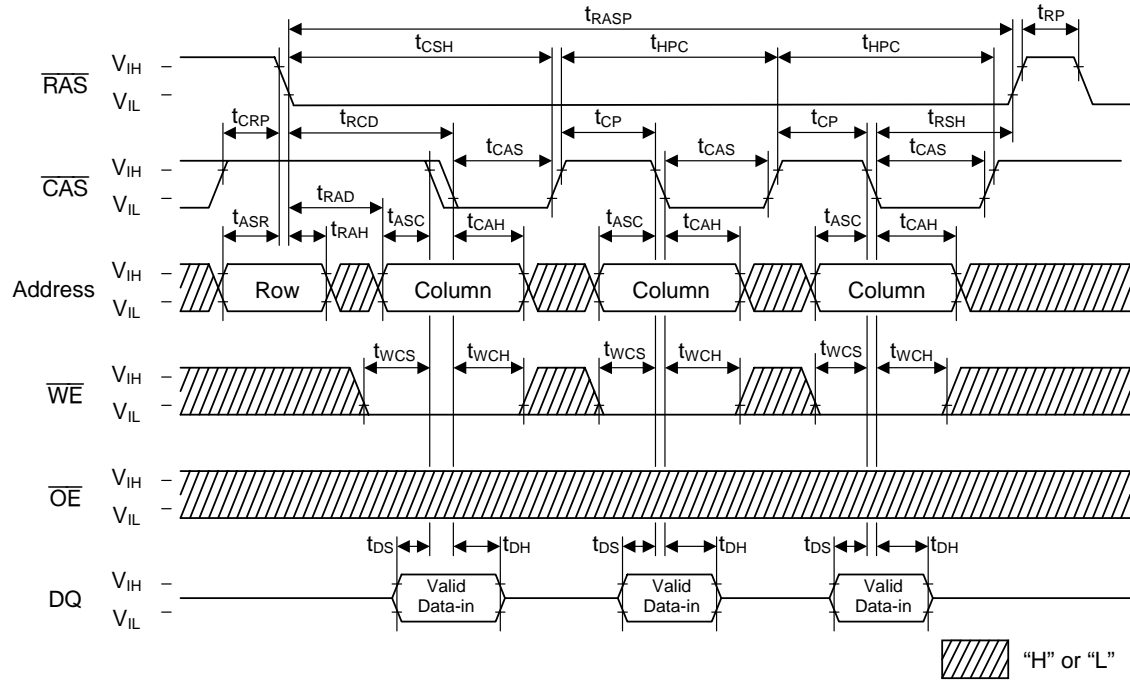 tRASP tRP
tCSH tHPC tHPC
RAS VIH
VIL
tCRP tRCD tCP tCP tRSH
tCAS tCAS tCAS
CAS VIH
VIL
tRAD
tASR tRAH tASC tCAH tASC tCAH tASC tCAH
Address VIH
VIL
Row Column Column Column
tWCS tWCH tWCS tWCH tWCS tWCH
WE VIH
VIL
OE VIH
VIL
tDS tDH tDS tDH tDS tDH
DQ VIH
VIL
Valid Data-in
Valid Data-in
Valid Data-in
“H” or “L”